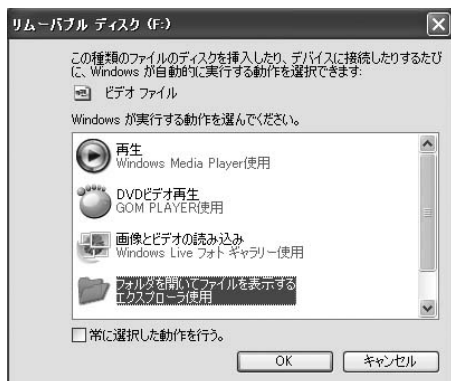 リムーバブル ディスク (F:)
この種類のファイルのディスクを挿入したり、デバイスに接続したりするたび
に、Windows が自動的に実行する動作を選択できます:
ビデオ ファイル
Windows が実行する動作を選んでください。
再生
Windows Media Player使用
DVDビデオ再生
GOM PLAYER使用
画像とビデオの読み込み
Windows Live フォト ギャラリー使用
フォルダを開いてファイルを表示する
エクスプローラ使用
常に選択した動作を行う。
OK
キャンセル